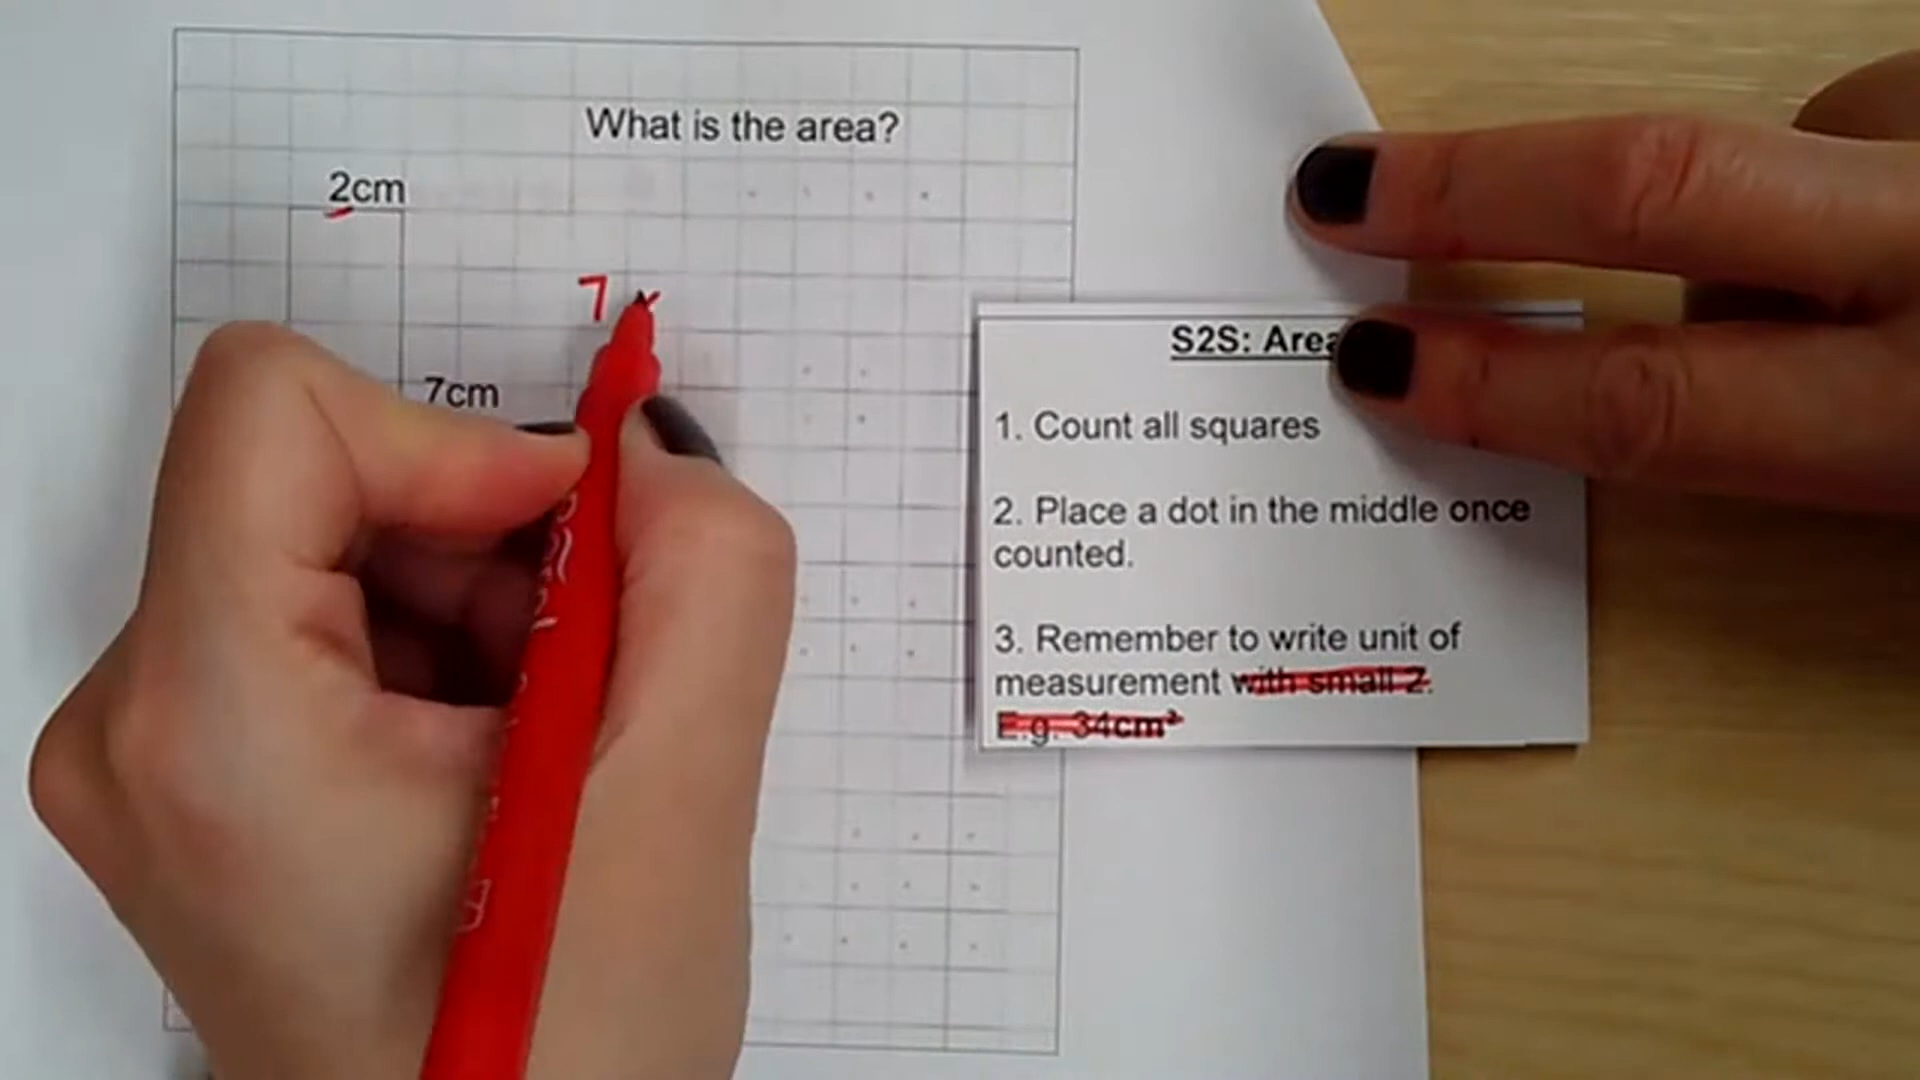 What is the area?
2cm
7 x
7cm
S2S: Area
1. Count all squares
2. Place a dot in the middle once
counted.
3. Remember to write unit of
measurement with small 2.
E.g. 34cm²